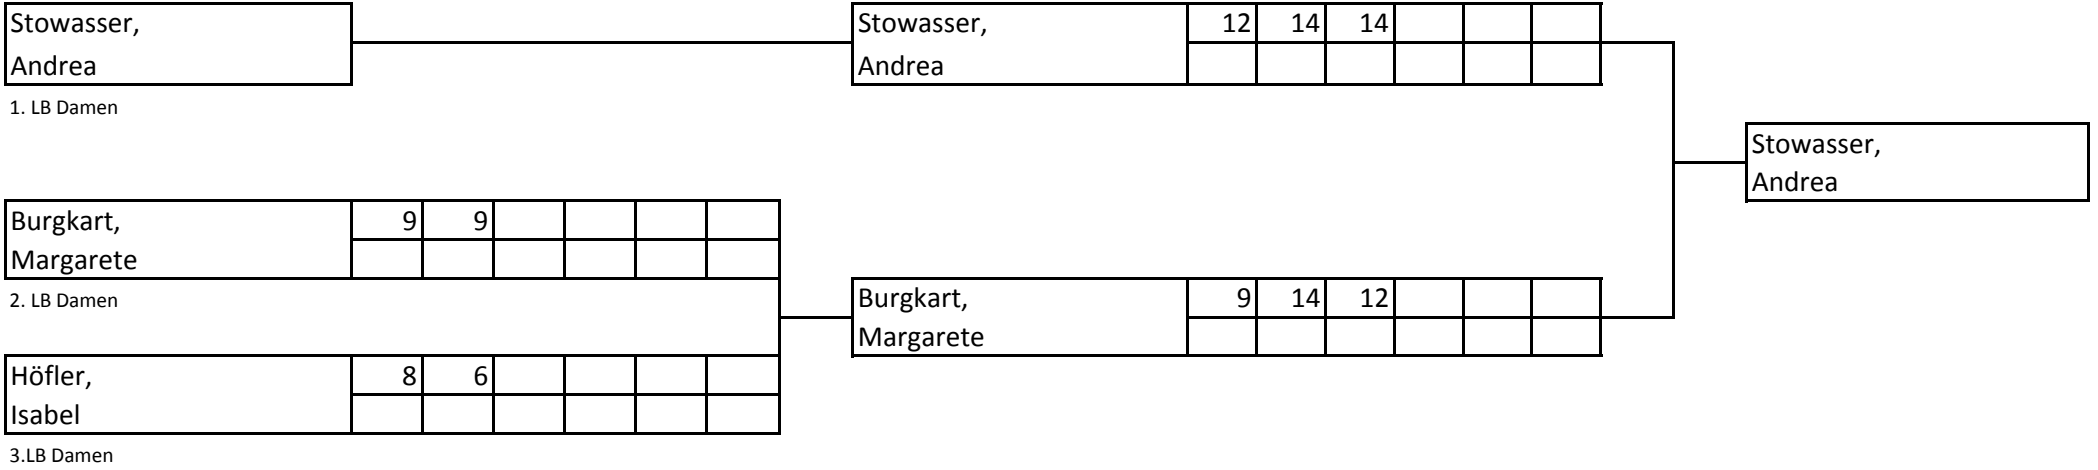 Stowasser,
Andrea
1. LB Damen
Burgkart,
Margarete
9 9
2. LB Damen
Höfler,
Isabel
8 6
3.LB Damen
Stowasser,
Andrea
12 14 14
Burgkart,
Margarete
9 14 12
Stowasser,
Andrea